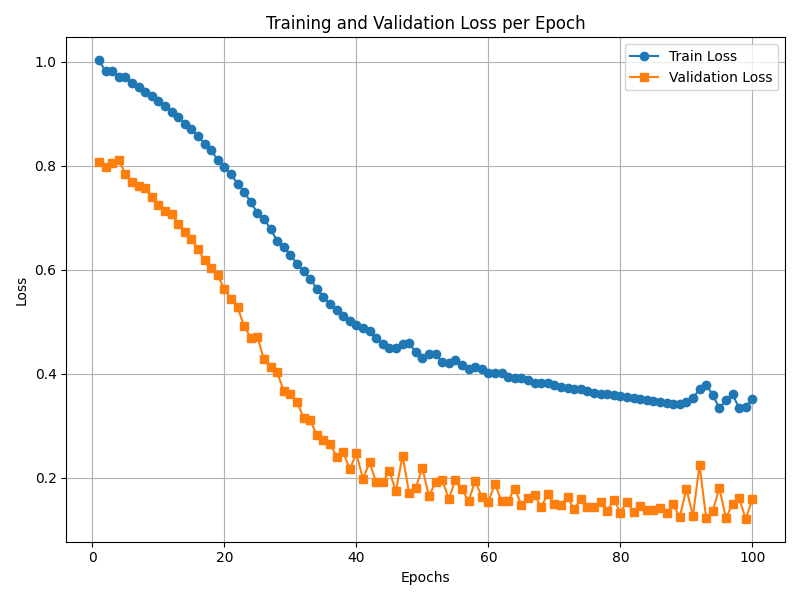 Training and Validation Loss per Epoch
Train Loss
Validation Loss
1.0
0.8
0.6
0.4
0.2
Loss
0 20 40 60 80 100
Epochs